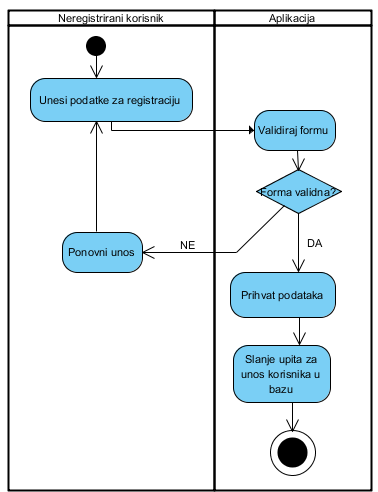 Neregistrirani korisnik
Aplikacija
Unesi podatke za registraciju
Validiraj formu
Forma validna?
NE
DA
Ponovni unos
Prihvat podataka
Slanje upita za
unos korisnika u
bazu